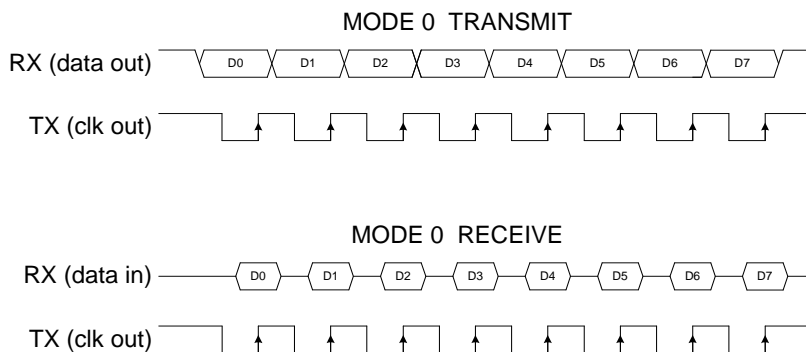 MODE 0 TRANSMIT
RX (data out) D0 D1 D2 D3 D4 D5 D6 D7
TX (clk out)
MODE 0 RECEIVE
RX (data in) D0 D1 D2 D3 D4 D5 D6 D7
TX (clk out)